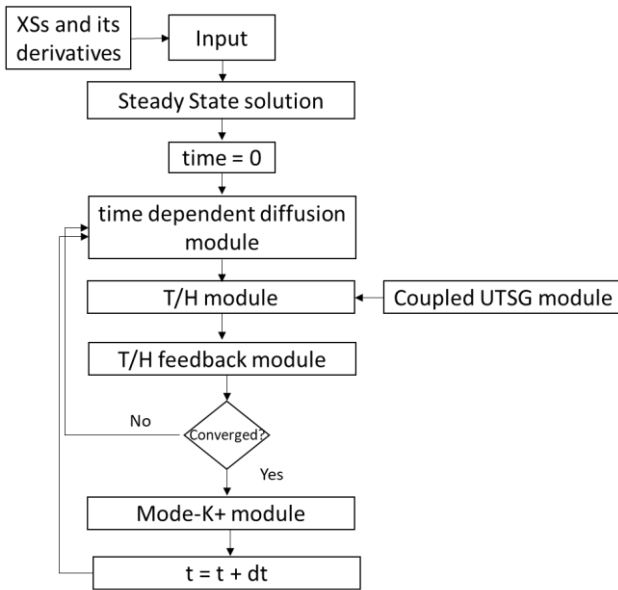 XSs and its
derivatives
Input
Steady State solution
time = 0
time dependent diffusion
module
T/H module
Coupled UTSG module
T/H feedback module
Converged?
No
Yes
Mode-K+ module
t = t + dt